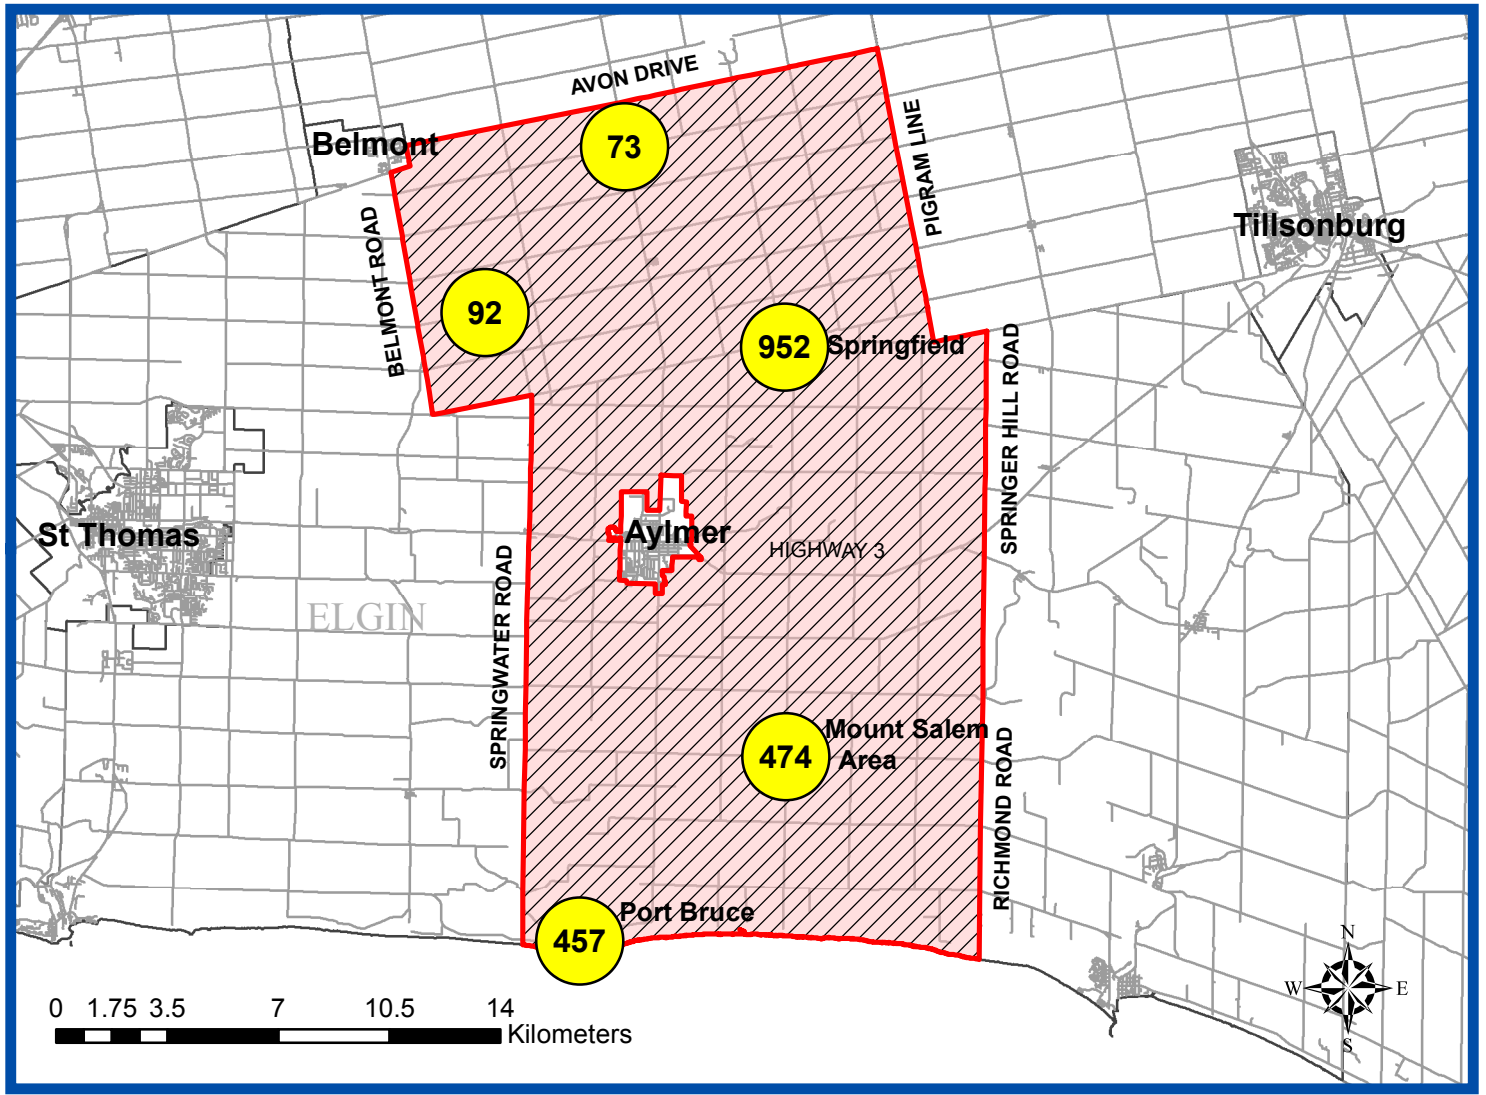 AVON DRIVE
Belmont
73
PIGRAM LINE
Tillsonburg
BELMONT ROAD
92
952
Springfield
SPRINGER HILL ROAD
St Thomas
Aylmer
HIGHWAY 3
ELGIN
SPRINGWATER ROAD
474
Mount Salem
Area
RICHMOND ROAD
Port Bruce
457
N
W
E
S
0 1.75 3.5 7 10.5 14
Kilometers